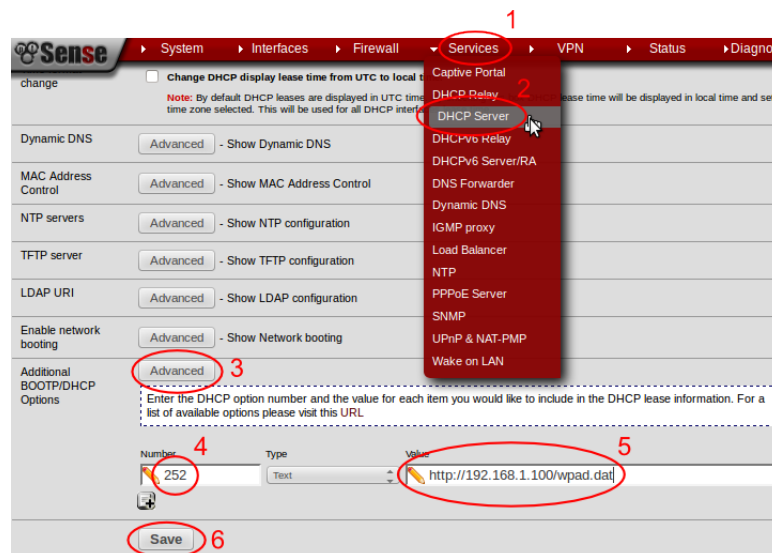 1
Sense
System
Interfaces
Firewall
Services
VPN
Status
Diagno
change
Change DHCP display lease time from UTC to local t
Note: By default DHCP leases are displayed in UTC time
ease time will be displayed in local time and se
time zone selected. This will be used for all DHCP interf
Captive Portal
DHCP Relay
2
DHCP Server
DHCPv6 Relay
DHCPv6 Server/RA
DNS Forwarder
Dynamic DNS
IGMP proxy
Load Balancer
NTP
PPPoE Server
SNMP
UPnP & NAT-PMP
Wake on LAN
Dynamic DNS
Advanced - Show Dynamic DNS
MAC Address
Control
Advanced - Show MAC Address Control
NTP servers
Advanced - Show NTP configuration
TFTP server
Advanced - Show TFTP configuration
LDAP URI
Advanced - Show LDAP configuration
Enable network
booting
Advanced - Show Network booting
Additional
BOOTP/DHCP
Options
Advanced
3
Enter the DHCP option number and the value for each item you would like to include in the DHCP lease information. For a
list of available options please visit this URL
Number
4
Type
Value
5
252
Text
http://192.168.1.100/wpad.dat
Save
6